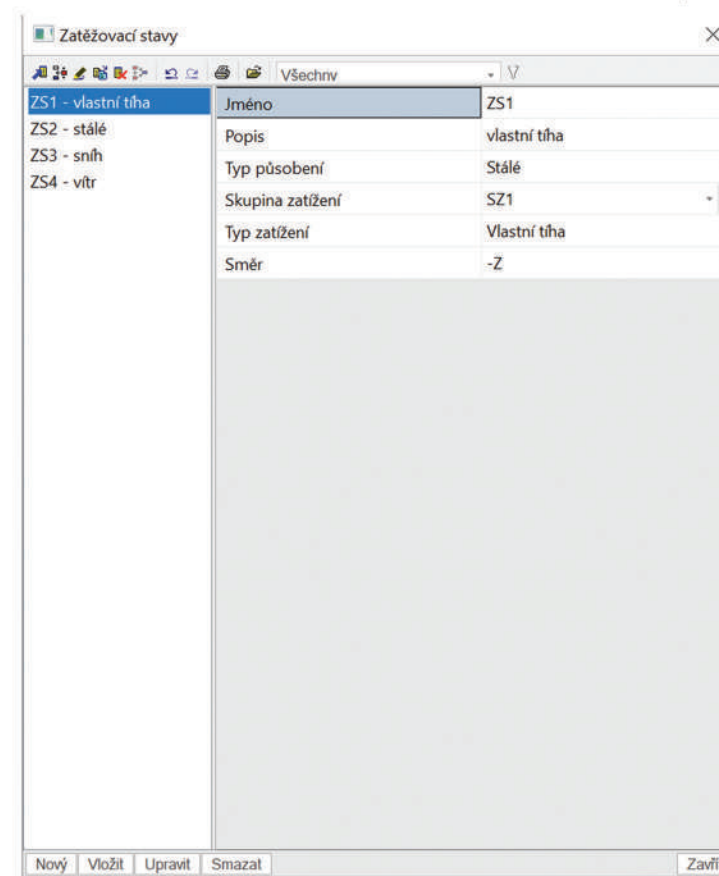 Zatěžovací stavy
Všechny
ZS1 - vlastní tíha
ZS2 - stálé
ZS3 - sníh
ZS4 - vítr
Jméno ZS1
Popis vlastní tíha
Typ působení Stálé
Skupina zatížení SZ1
Typ zatížení Vlastní tíha
Směr -Z
Nový Vložit Upravit Smazat Zavří